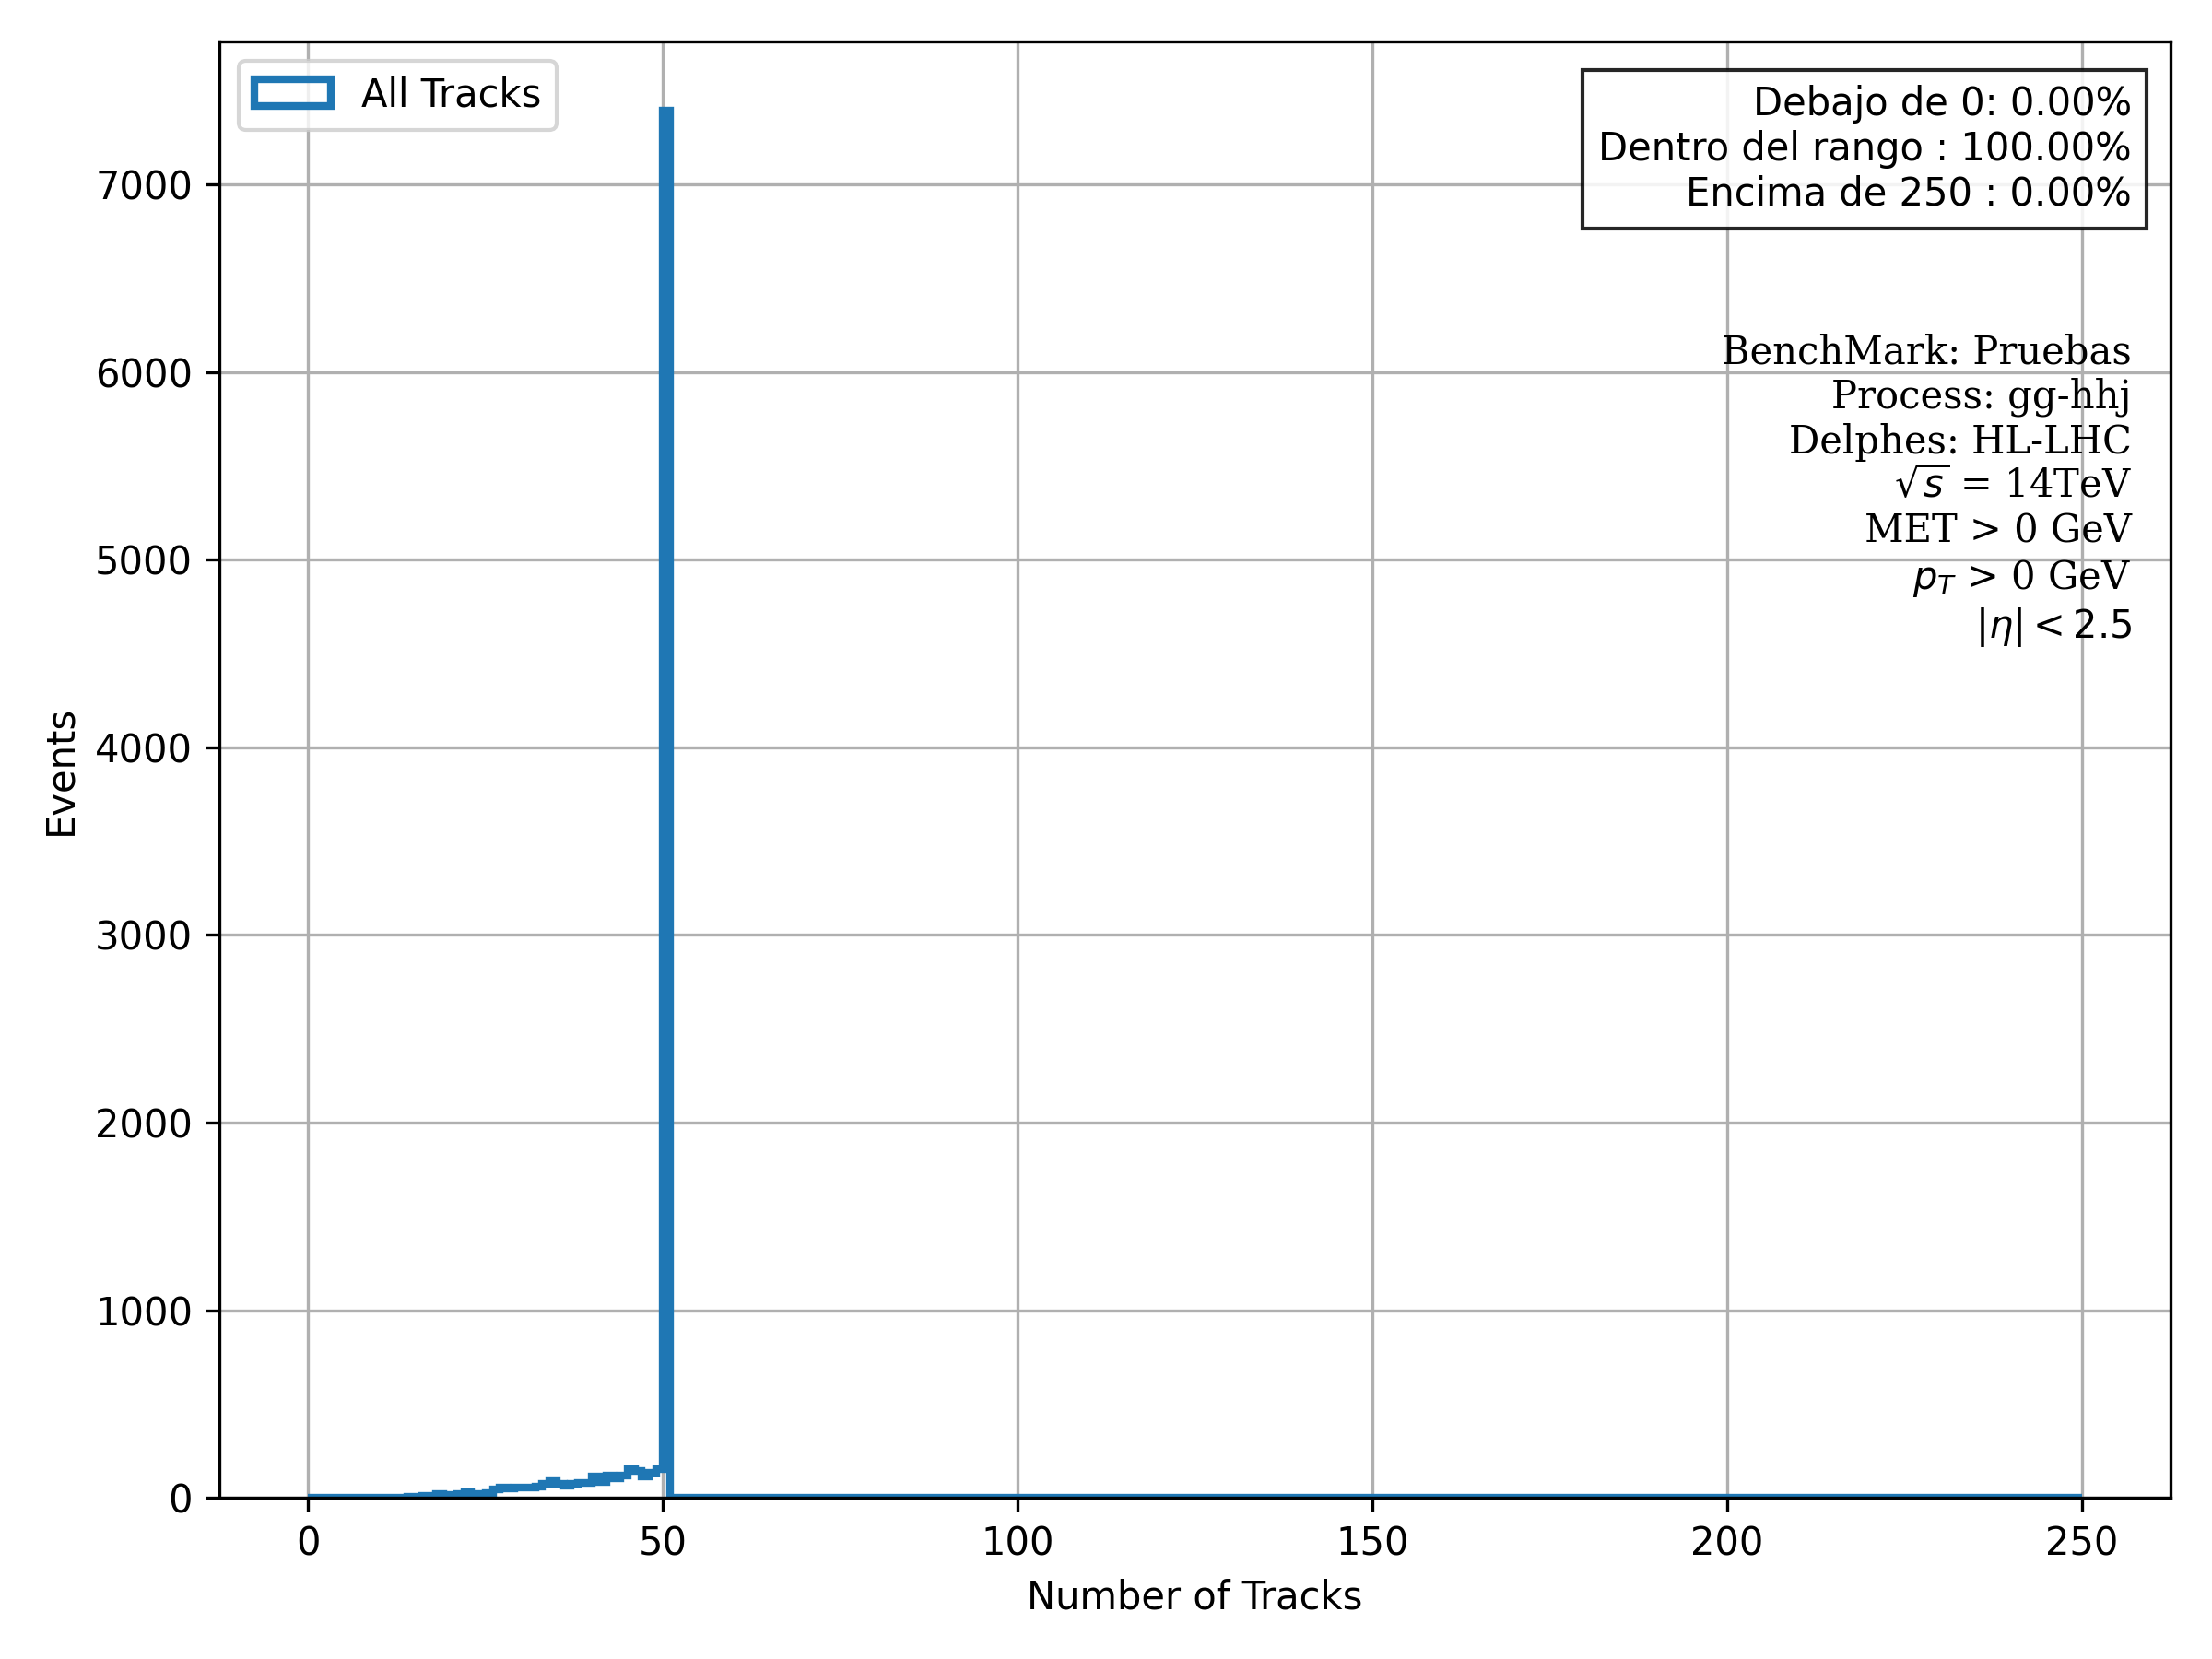 All Tracks
Debajo de 0: 0.00%
Dentro del rango : 100.00%
Encima de 250 : 0.00%
BenchMark: Pruebas
Process: gg-hhj
Delphes: HL-LHC
√s = 14TeV
MET > 0 GeV
p_T > 0 GeV
|η| < 2.5
7000
6000
5000
4000
3000
2000
1000
0
Events
0 50 100 150 200 250
Number of Tracks